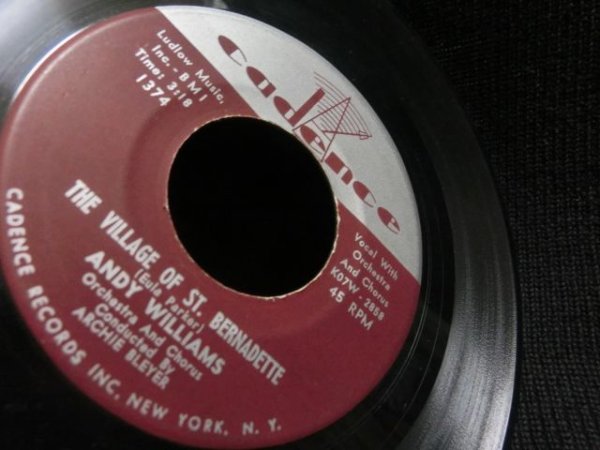 cadence
Ludlow Music,
Inc. - BMI
Time: 3:18
1374
Vocal With
Orchestra
And Chorus
K07W-2858
45 RPM
THE VILLAGE OF ST. BERNADETTE
(Eula Parker)
ANDY WILLIAMS
Orchestra And Chorus
Conducted By
ARCHIE BLEYER
CADENCE RECORDS INC, NEW YORK, N. Y.